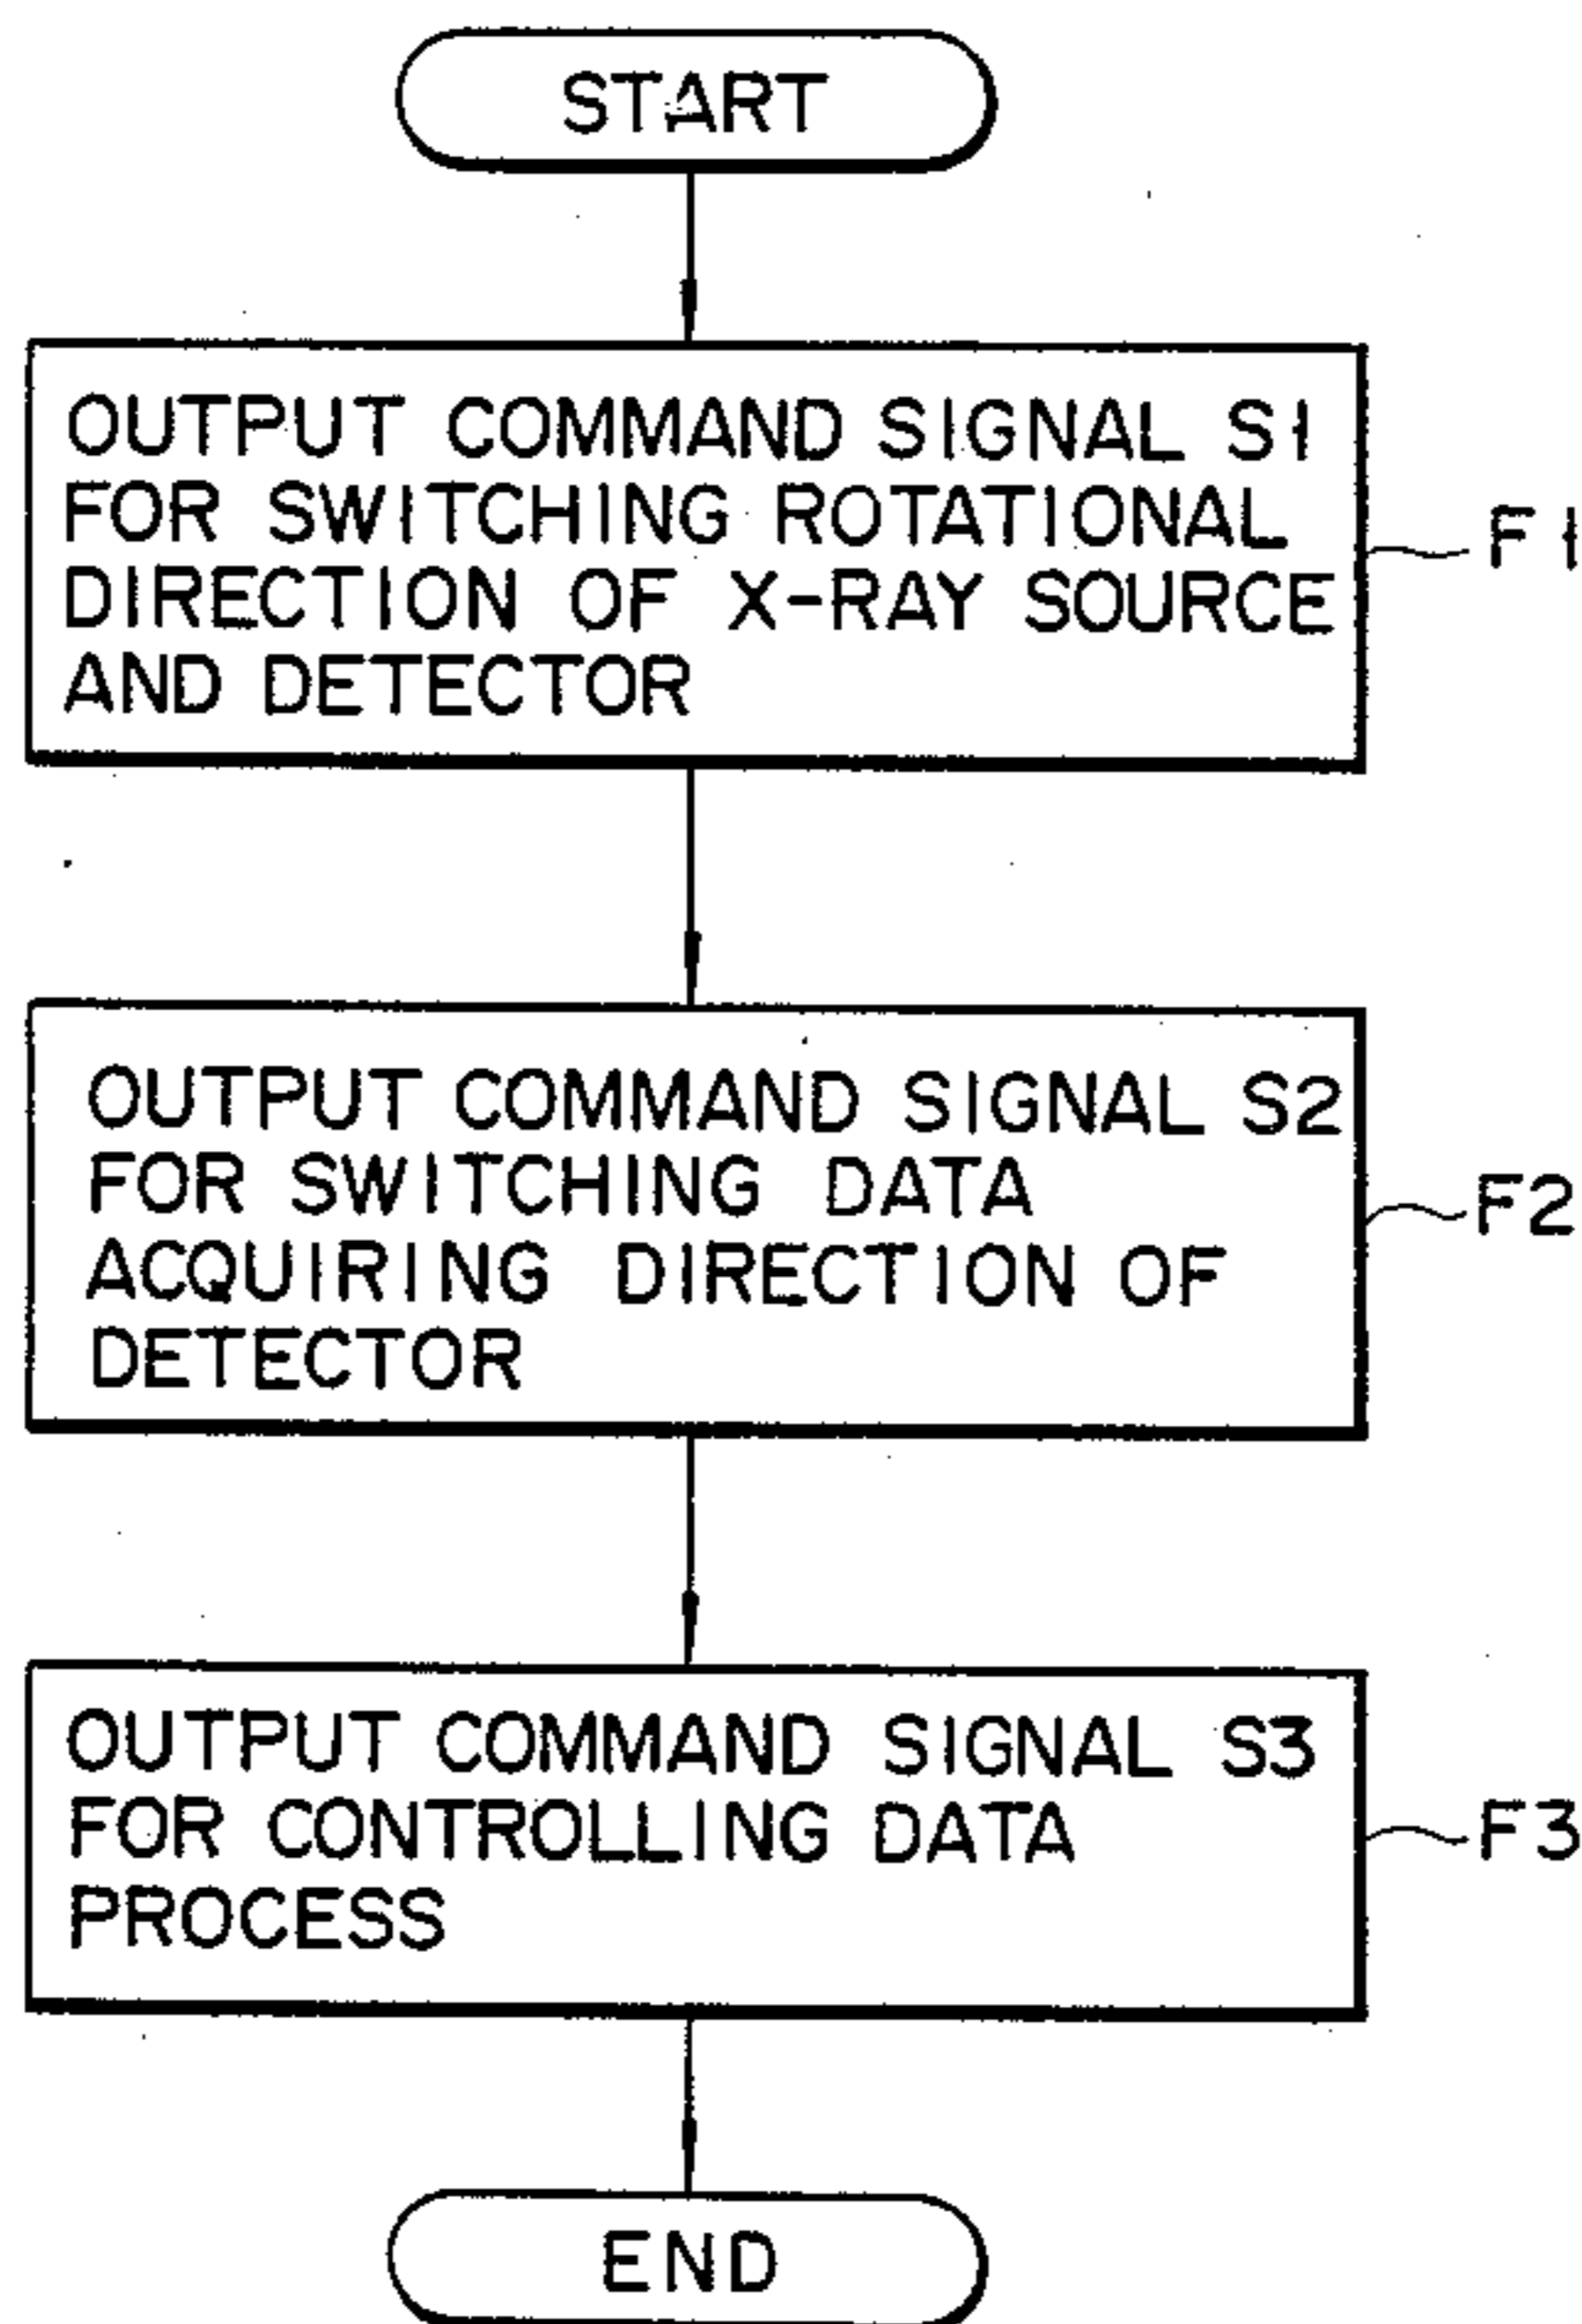 START
OUTPUT COMMAND SIGNAL S1
FOR SWITCHING ROTATIONAL
DIRECTION OF X-RAY SOURCE
AND DETECTOR
F1
OUTPUT COMMAND SIGNAL S2
FOR SWITCHING DATA
ACQUIRING DIRECTION OF
DETECTOR
F2
OUTPUT COMMAND SIGNAL S3
FOR CONTROLLING DATA
PROCESS
F3
END